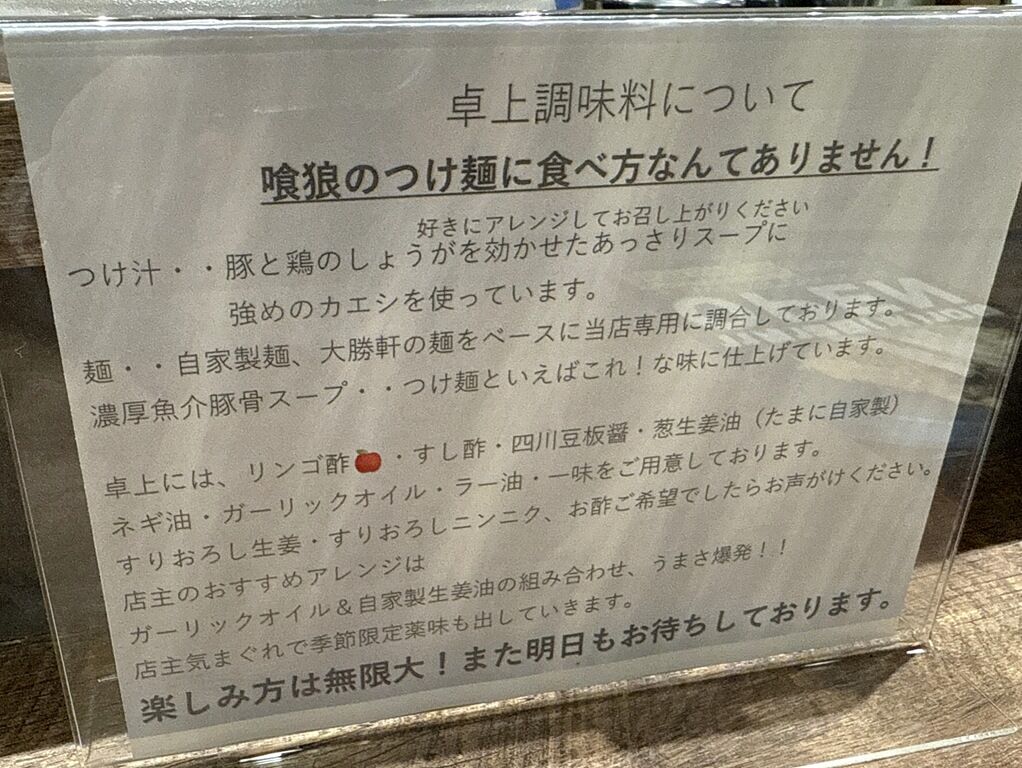 卓上調味料について
喰狼のつけ麺に食べ方なんてありません！
好きにアレンジしてお召し上がりください
つけ汁・・豚と鶏のしょうがを効かせたあっさりスープに
強めのカエシを使っています。
麺・・自家製麺、大勝軒の麺をベースに当店専用に調合しております。
濃厚魚介豚骨スープ・・つけ麺といえばこれ！な味に仕上げています。
卓上には、リンゴ酢🍎・すし酢・四川豆板醤・葱生姜油（たまに自家製）
ネギ油・ガーリックオイル・ラー油・一味をご用意しております。
すりおろし生姜・すりおろしニンニク、お酢ご希望でしたらお声がけください。
店主のおすすめアレンジは
ガーリックオイル＆自家製生姜油の組み合わせ、うまさ爆発！！
店主気まぐれで季節限定薬味も出していきます。
楽しみ方は無限大！また明日もお待ちしております。